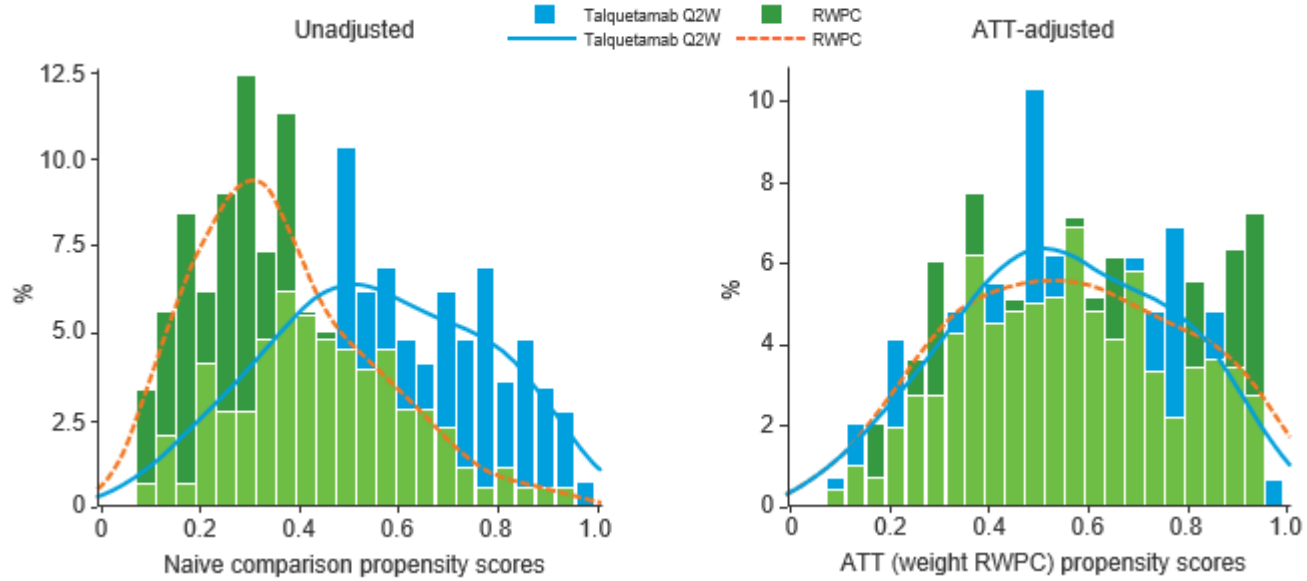 Unadjusted
Talquetamab Q2W RWPC
Talquetamab Q2W RWPC
ATT-adjusted
12.5
10.0
7.5
5.0
2.5
0
%
0 0.2 0.4 0.6 0.8 1.0
Naive comparison propensity scores
10
8
6
4
2
0
%
0 0.2 0.4 0.6 0.8 1.0
ATT (weight RWPC) propensity scores